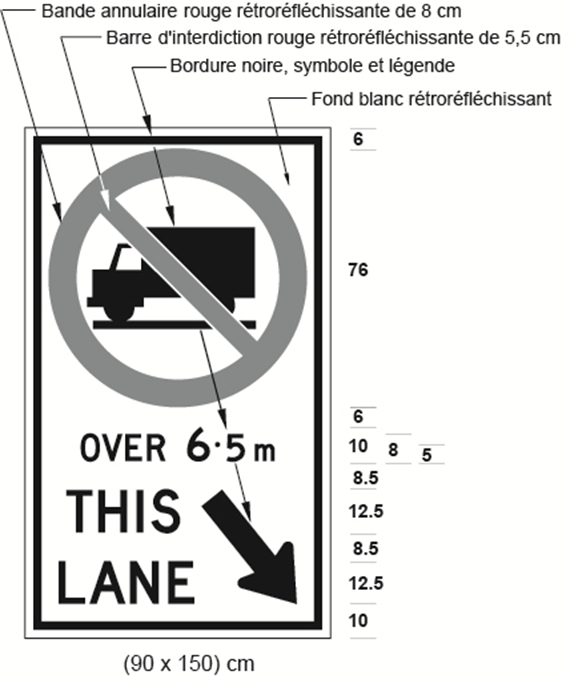 Bande annulaire rouge rétroréfléchissante de 8 cm
Barre d'interdiction rouge rétroréfléchissante de 5,5 cm
Bordure noire, symbole et légende
Fond blanc rétroréfléchissant
6
76
6
OVER 6·5 m
10 8 5
8.5
THIS
12.5
8.5
LANE
12.5
10
(90 x 150) cm